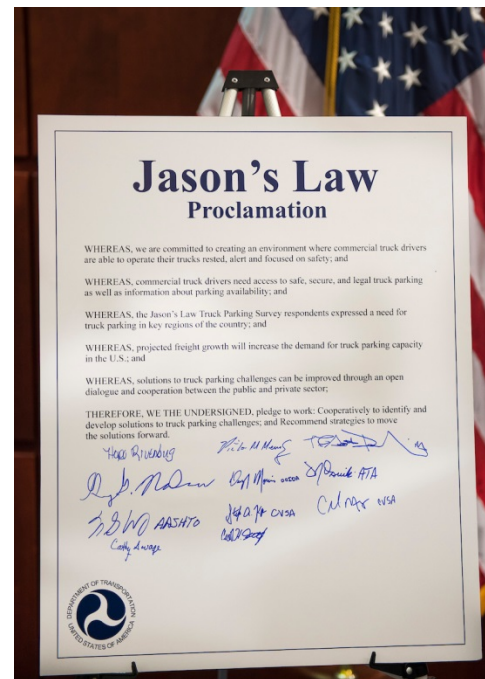 Jason's Law
Proclamation
WHEREAS, we are committed to creating an environment where commercial truck drivers
are able to operate their trucks rested, alert and focused on safety; and
WHEREAS, commercial truck drivers need access to safe, secure, and legal truck parking
as well as information about parking availability; and
WHEREAS, the Jason's Law Truck Parking Survey respondents expressed a need for
truck parking in key regions of the country; and
WHEREAS, projected freight growth will increase the demand for truck parking capacity
in the U.S.; and
WHEREAS, solutions to truck parking challenges can be improved through an open
dialogue and cooperation between the public and private sector;
THEREFORE, WE THE UNDERSIGNED, pledge to work: Cooperatively to identify and
develop solutions to truck parking challenges; and Recommend strategies to move
the solutions forward.
Hope Rivenburg
ATA
AASHTO CVSA CVSA
Cathy
DEPARTMENT OF TRANSPORTATION
UNITED STATES OF AMERICA